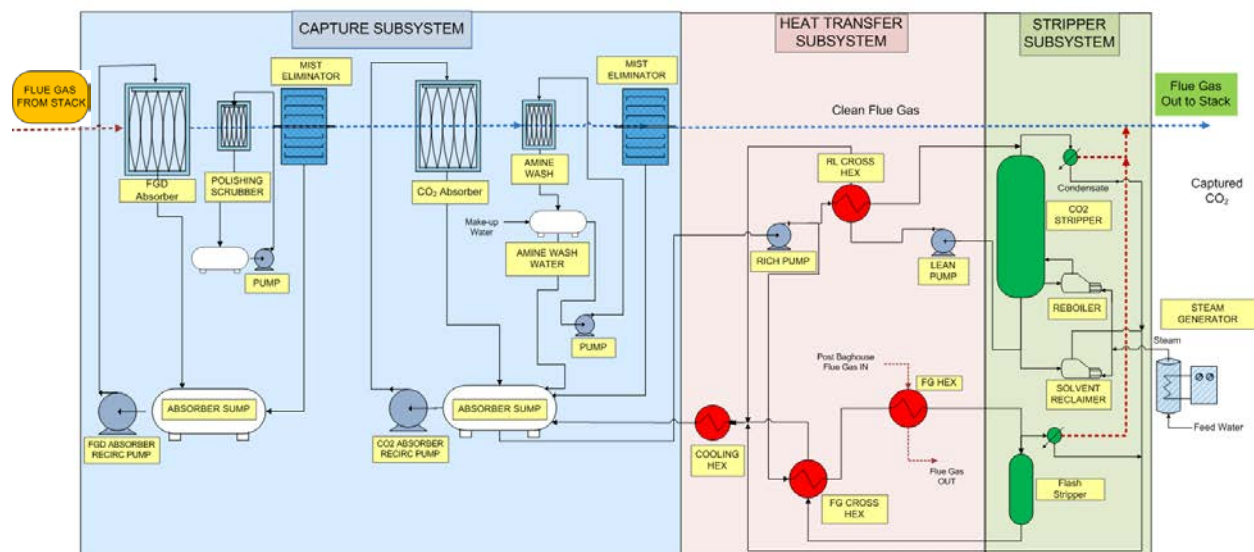 CAPTURE SUBSYSTEM
HEAT TRANSFER
SUBSYSTEM
STRIPPER
SUBSYSTEM
FLUE GAS
FROM STACK
MIST
ELIMINATOR
MIST
ELIMINATOR
Flue Gas
Out to Stack
Clean Flue Gas
FGD
Absorber
POLISHING
SCRUBBER
CO₂ Absorber
AMINE
WASH
RL CROSS
HEX
Condensate
Captured
CO₂
CO2
STRIPPER
Make-up
Water
AMINE WASH
WATER
RICH PUMP
LEAN
PUMP
PUMP
REBOILER
STEAM
GENERATOR
PUMP
Steam
Post Baghouse
Flue Gas IN
FG HEX
SOLVENT
RECLAIMER
ABSORBER SUMP
ABSORBER SUMP
Feed Water
FGD ABSORBER
RECIRC PUMP
CO2 ABSORBER
RECIRC PUMP
COOLING
HEX
Flue Gas
OUT
FG CROSS
HEX
Flash
Stripper